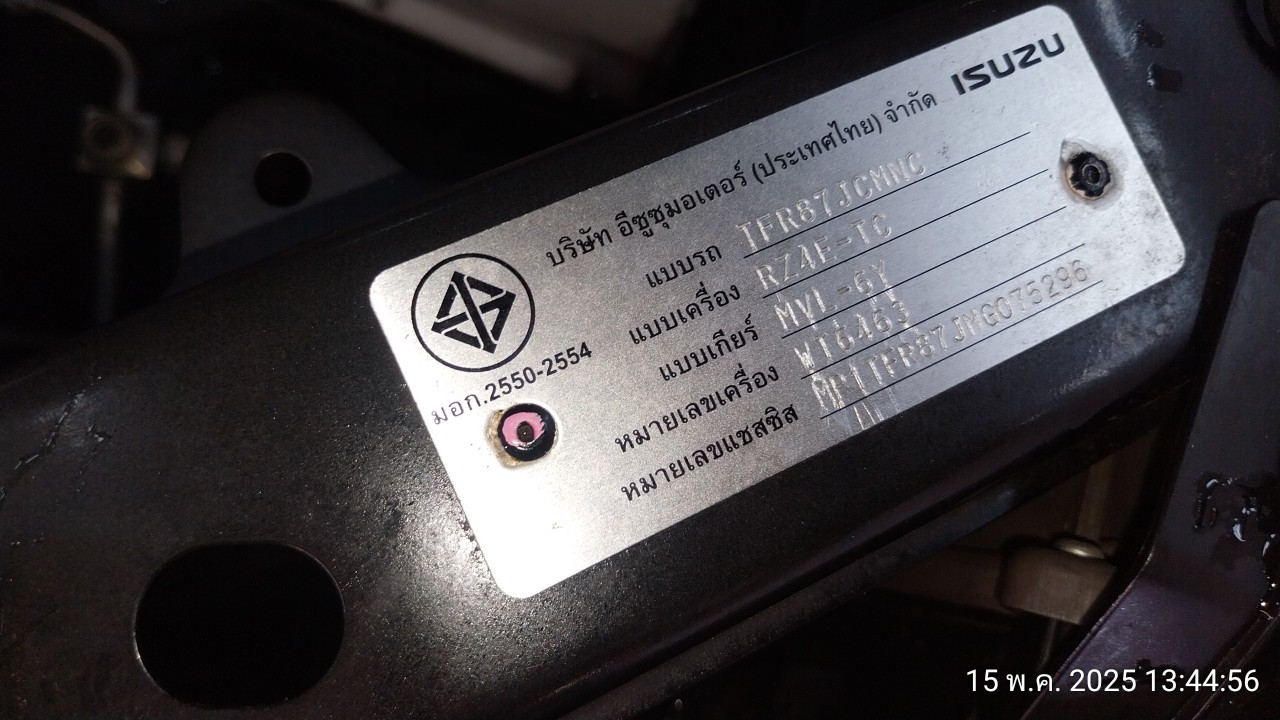 ISUZU
บริษัท อีซูซุมอเตอร์ (ประเทศไทย) จำกัด
แบบรถ TFR87JCMNC
แบบเครื่อง RZ4E-TC
แบบเกียร์ MVL-6Y
หมายเลขเครื่อง WT6463
หมายเลขแชสซิส MP1TFR87JMG075296
มอก.2550-2554
15 พ.ค. 2025 13:44:56